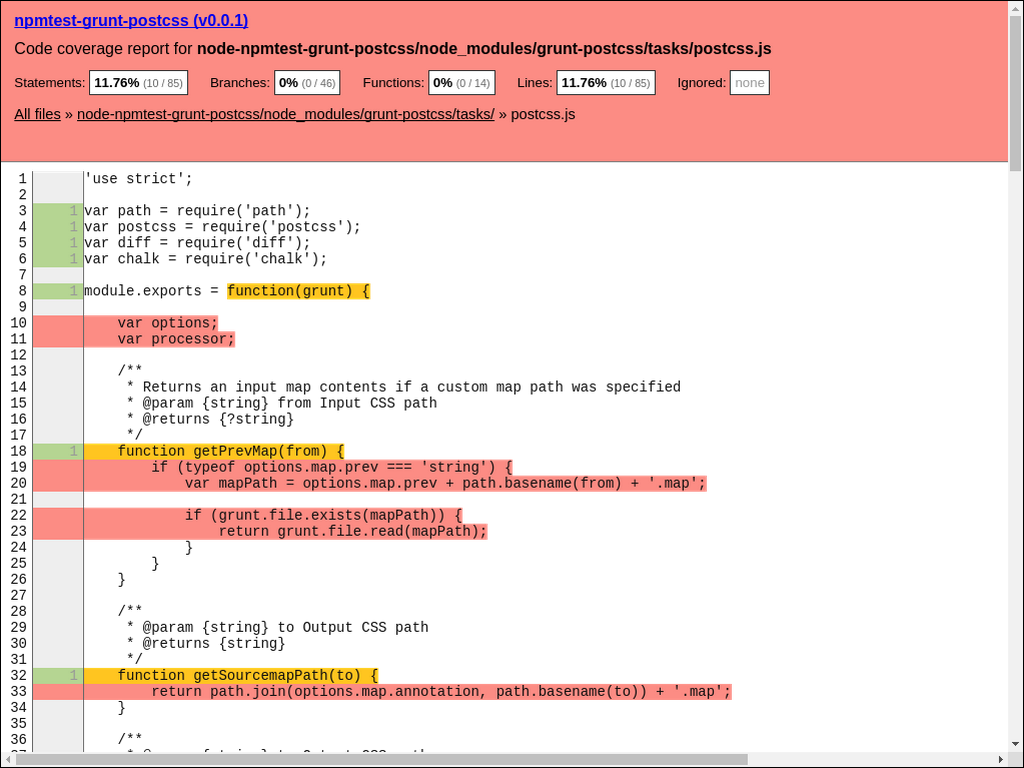 npmtest-grunt-postcss (v0.0.1)
Code coverage report for node-npmtest-grunt-postcss/node_modules/grunt-postcss/tasks/postcss.js
Statements: 11.76% (10 / 85) Branches: 0% (0 / 46) Functions: 0% (0 / 14) Lines: 11.76% (10 / 85) Ignored: none
All files » node-npmtest-grunt-postcss/node_modules/grunt-postcss/tasks/ » postcss.js
1 'use strict';
2
3 1 var path = require('path');
4 1 var postcss = require('postcss');
5 1 var diff = require('diff');
6 1 var chalk = require('chalk');
7
8 1 module.exports = function(grunt) {
9
10 var options;
11 var processor;
12
13 /**
14 * Returns an input map contents if a custom map path was specified
15 * @param {string} from Input CSS path
16 * @returns {?string}
17 */
18 1 function getPrevMap(from) {
19 if (typeof options.map.prev === 'string') {
20 var mapPath = options.map.prev + path.basename(from) + '.map';
21
22 if (grunt.file.exists(mapPath)) {
23 return grunt.file.read(mapPath);
24 }
25 }
26 }
27
28 /**
29 * @param {string} to Output CSS path
30 * @returns {string}
31 */
32 1 function getSourcemapPath(to) {
33 return path.join(options.map.annotation, path.basename(to)) + '.map';
34 }
35
36 /**